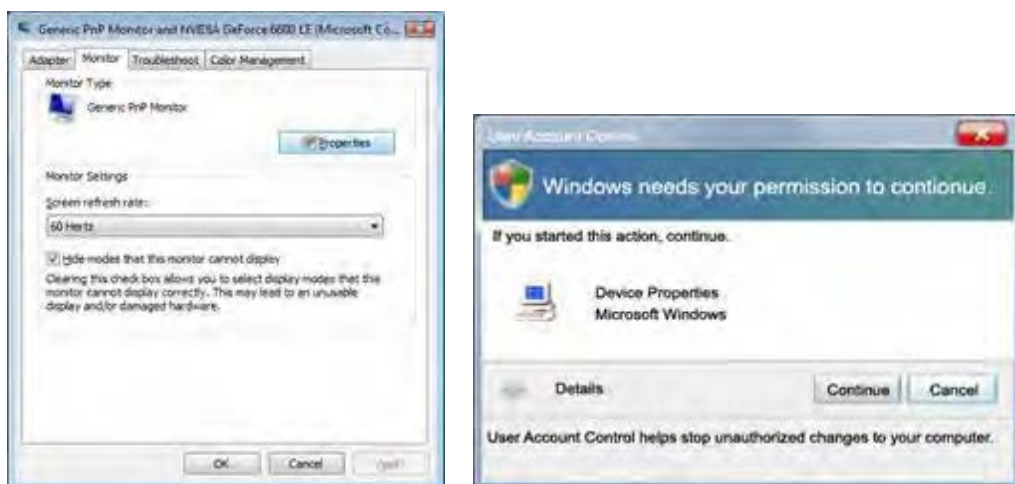 Generic PnP Monitor and NVIDIA GeForce 6600 LE (Microsoft Co...
Adapter Monitor Troubleshoot Color Management
Monitor Type
Generic PnP Monitor
Properties
Monitor Settings
Screen refresh rate:
60 Hertz
Hide modes that this monitor cannot display
Clearing this check box allows you to select display modes that this
monitor cannot display correctly. This may lead to an unusable
display and/or damaged hardware.
OK Cancel Apply
User Account Control
Windows needs your permission to contionue.
If you started this action, continue.
Device Properties
Microsoft Windows
Details Continue Cancel
User Account Control helps stop unauthorized changes to your computer.